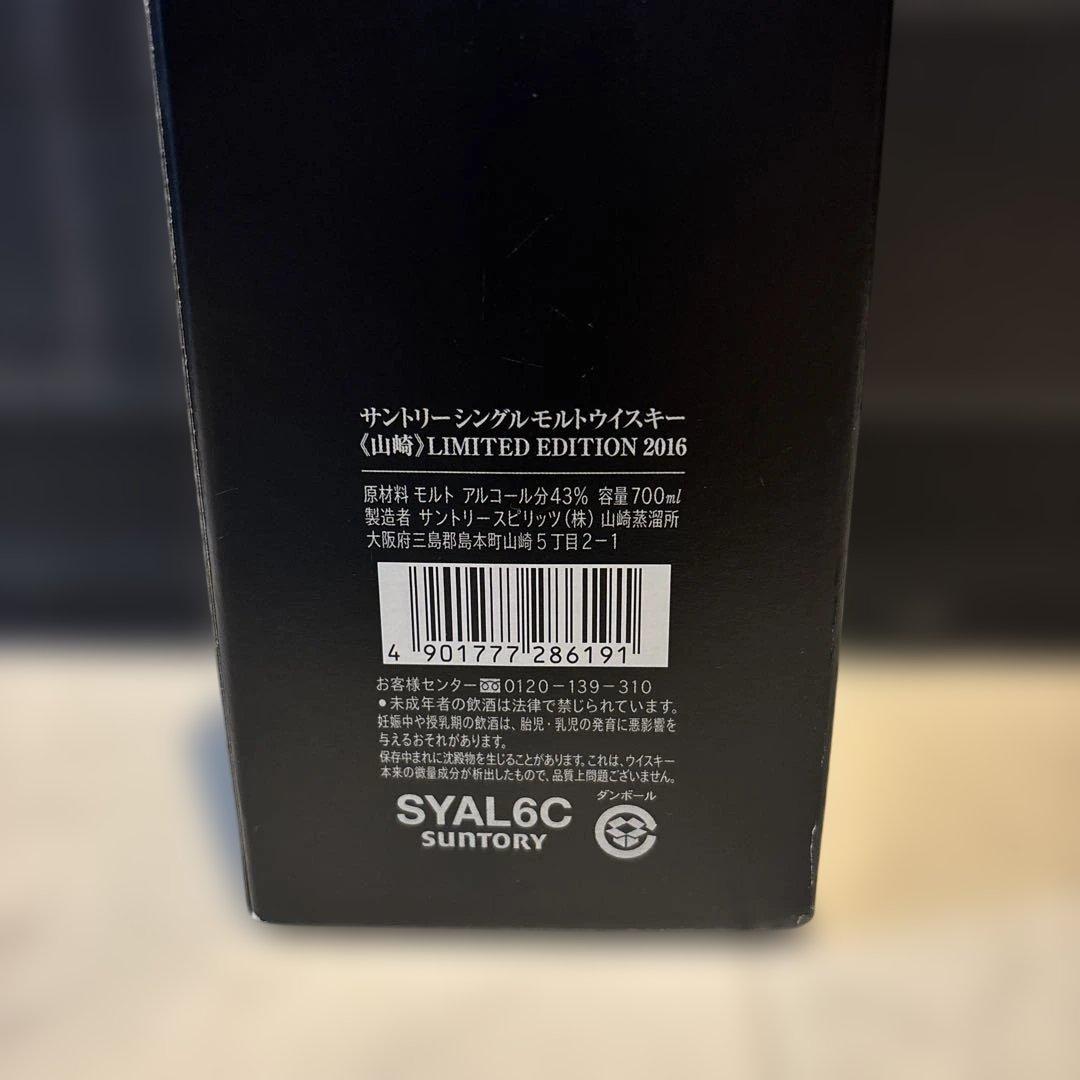 サントリーシングルモルトウイスキー
《山崎》LIMITED EDITION 2016
原材料 モルト アルコール分43% 容量700㎖
製造者 サントリースピリッツ(株) 山崎蒸溜所
大阪府三島郡島本町山崎5丁目2−1
4 901777 286191
お客様センター 0120−139−310
●未成年者の飲酒は法律で禁じられています。
妊娠中や授乳期の飲酒は、胎児・乳児の発育に悪影響を
与えるおそれがあります。
保存中まれに沈殿物を生じることがあります。これは、ウイスキー
本来の微量成分が析出したもので、品質上問題ございません。
ダンボール
SYAL6C
SUNTORY